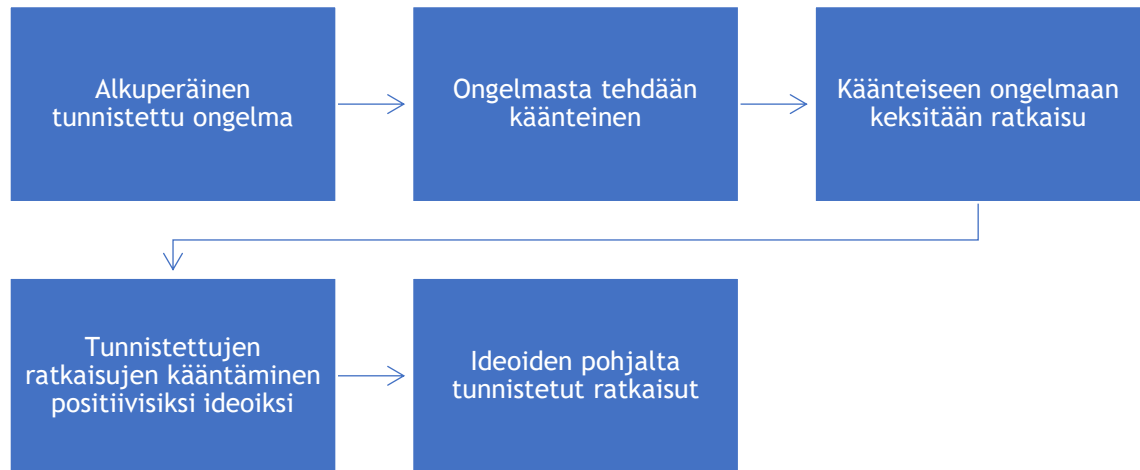 Alkuperäinen
tunnistettu ongelma
Ongelmasta tehdään
käänteinen
Käänteiseen ongelmaan
keksitään ratkaisu
Tunnistettujen
ratkaisujen kääntäminen
positiivisiksi ideoiksi
Ideoiden pohjalta
tunnistetut ratkaisut